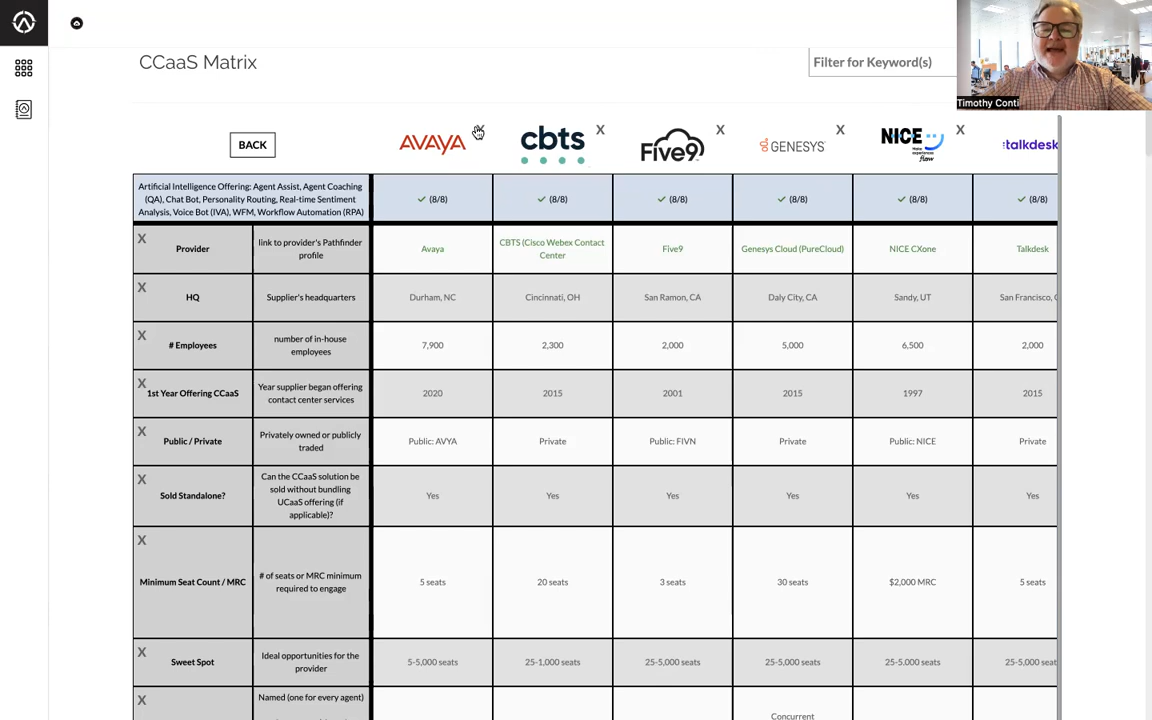 CCaaS Matrix
Filter for Keyword(s)
Timothy Conti
BACK
AVAYA
X
cbts
X
Five9
X
GENESYS
X
NICE
Make
experiences
flow
X
:talkdesk
Artificial Intelligence Offering: Agent Assist, Agent Coaching
(QA), Chat Bot, Personality Routing, Real-time Sentiment
Analysis, Voice Bot (IVA), WFM, Workflow Automation (RPA)
✓ (8/8)
✓ (8/8)
✓ (8/8)
✓ (8/8)
✓ (8/8)
✓ (8/8)
X
Provider
link to provider's Pathfinder
profile
Avaya
CBTS (Cisco Webex Contact
Center
Five9
Genesys Cloud (PureCloud)
NICE CXone
Talkdesk
X
HQ
Supplier's headquarters
Durham, NC
Cincinnati, OH
San Ramon, CA
Daly City, CA
Sandy, UT
San Francisco,
X
# Employees
number of in-house
employees
7,900
2,300
2,000
5,000
6,500
2,000
X
1st Year Offering CCaaS
Year supplier began offering
contact center services
2020
2015
2001
2015
1997
2015
X
Public / Private
Privately owned or publicly
traded
Public: AVYA
Private
Public: FIVN
Private
Public: NICE
Private
X
Sold Standalone?
Can the CCaaS solution be
sold without bundling
UCaaS offering (if
applicable)?
Yes
Yes
Yes
Yes
Yes
Yes
X
Minimum Seat Count / MRC
# of seats or MRC minimum
required to engage
5 seats
20 seats
3 seats
30 seats
$2,000 MRC
5 seats
X
Sweet Spot
Ideal opportunities for the
provider
5-5,000 seats
25-1,000 seats
25-5,000 seats
25-5,000 seats
25-5,000 seats
25-5,000 seat
X
Named (one for every agent)
Concurrent